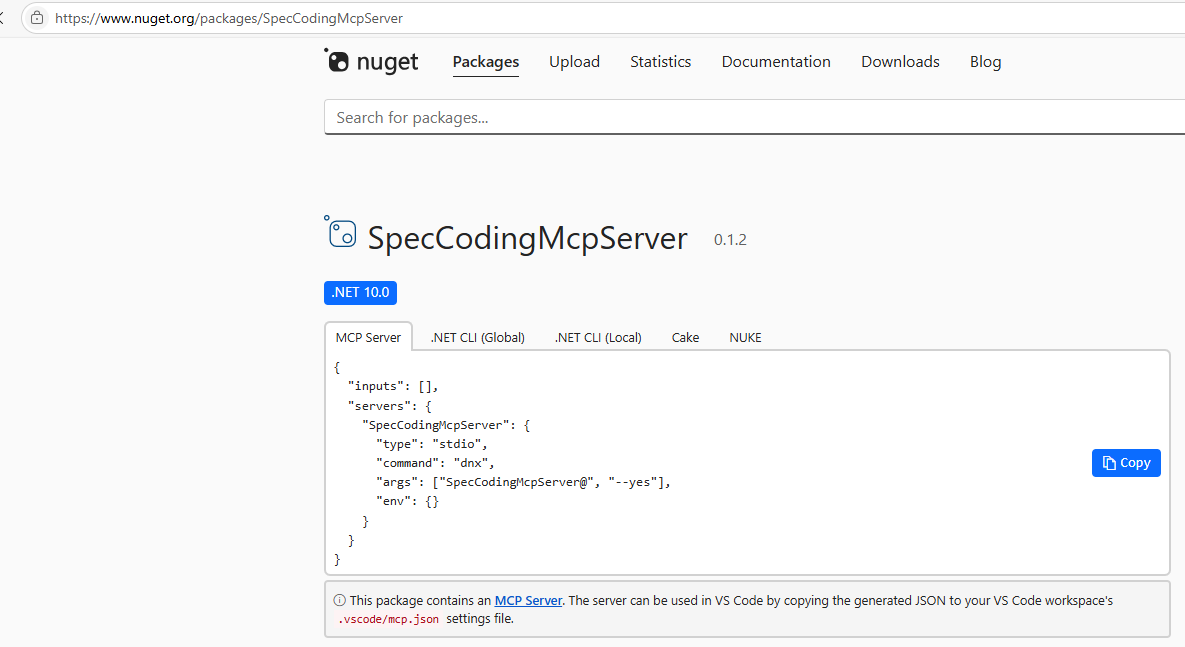 https://www.nuget.org/packages/SpecCodingMcpServer
nuget Packages Upload Statistics Documentation Downloads Blog
Search for packages...
SpecCodingMcpServer 0.1.2
.NET 10.0
MCP Server .NET CLI (Global) .NET CLI (Local) Cake NUKE
{
  "inputs": [],
  "servers": {
    "SpecCodingMcpServer": {
      "type": "stdio",
      "command": "dnx",
      "args": ["SpecCodingMcpServer@", "--yes"],
      "env": {}
    }
  }
}
Copy
This package contains an MCP Server. The server can be used in VS Code by copying the generated JSON to your VS Code workspace's
.vscode/mcp.json settings file.